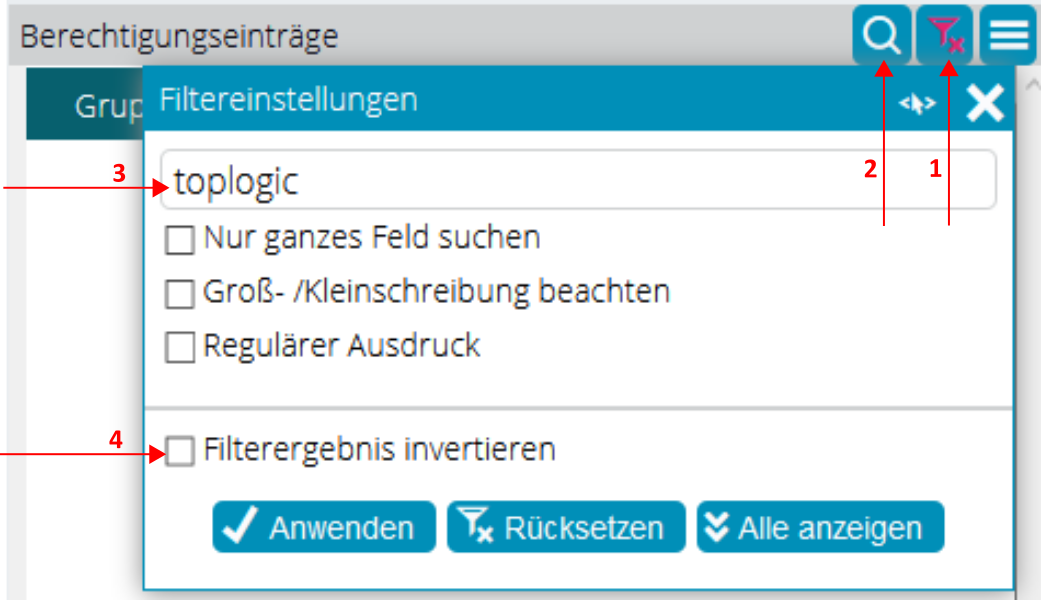 Berechtigungseinträge
Grup
Filtereinstellungen
2
1
3
toplogic
Nur ganzes Feld suchen
Groß- /Kleinschreibung beachten
Regulärer Ausdruck
4
Filterergebnis invertieren
Anwenden
Rücksetzen
Alle anzeigen